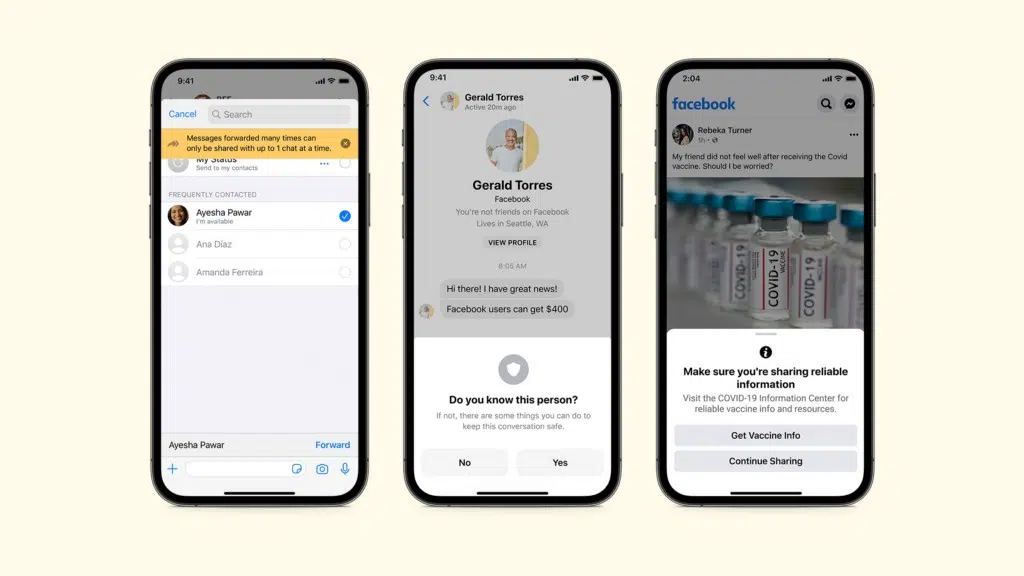 9:41
Cancel
Search
Messages forwarded many times can
only be shared with up to 1 chat at a time.
My Status
Send to my contacts
FREQUENTLY CONTACTED
Ayesha Pawar
I'm available
Ana Díaz
Amanda Ferreira
Ayesha Pawar
Forward
9:41
Gerald Torres
Active 20m ago
Gerald Torres
Facebook
You're not friends on Facebook
Lives in Seattle, WA
VIEW PROFILE
8:05 AM
Hi there! I have great news!
Facebook users can get $400
Do you know this person?
If not, there are some things you can do to
keep this conversation safe.
No
Yes
2:04
facebook
Rebeka Turner
1h
My friend did not feel well after receiving the Covid
vaccine. Should I be worried?
COVID-19
COVID-19
VACCINE
COVID-19
Make sure you're sharing reliable
information
Visit the COVID-19 Information Center for
reliable vaccine info and resources.
Get Vaccine Info
Continue Sharing